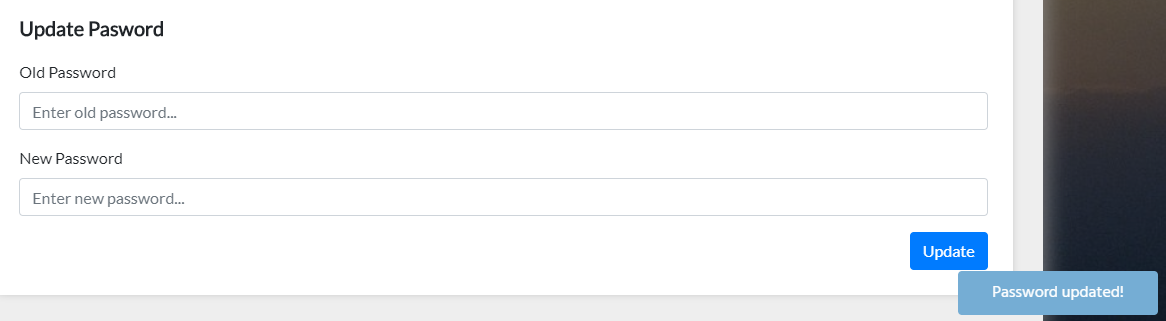 Update Pasword
Old Password
Enter old password...
New Password
Enter new password...
Update
Password updated!